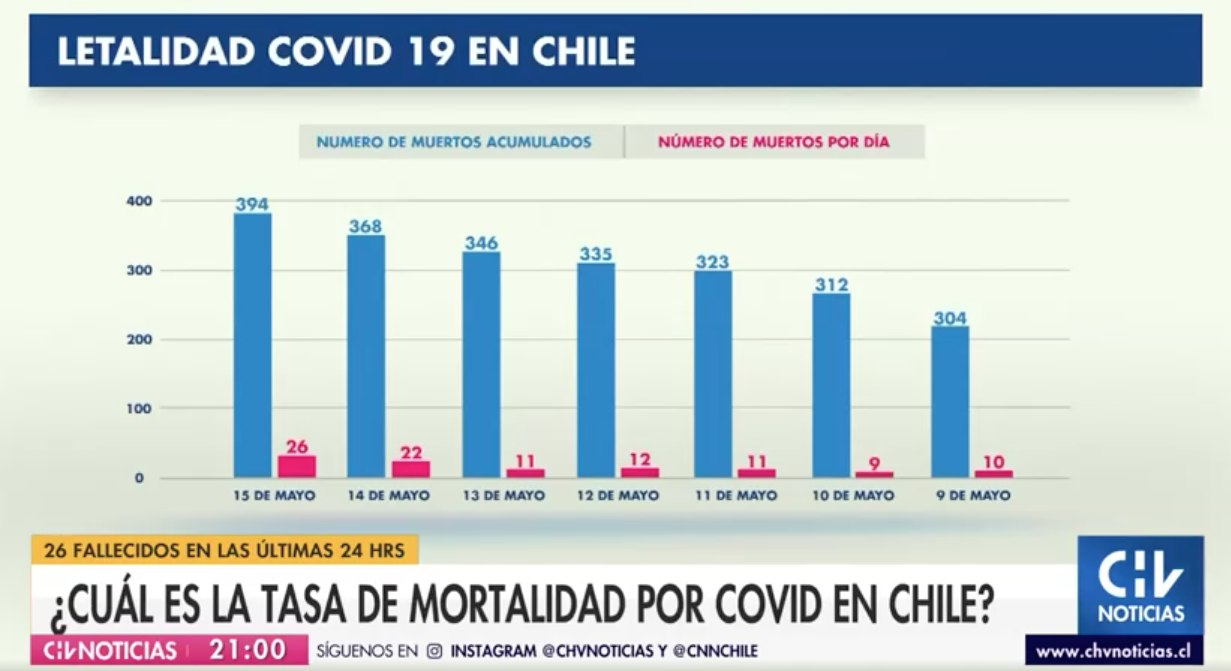 LETALIDAD COVID 19 EN CHILE
NUMERO DE MUERTOS ACUMULADOS NÚMERO DE MUERTOS POR DÍA
400
300
200
100
0
394 368 346 335 323 312 304
26 22 11 12 11 9 10
15 DE MAYO 14 DE MAYO 13 DE MAYO 12 DE MAYO 11 DE MAYO 10 DE MAYO 9 DE MAYO
26 FALLECIDOS EN LAS ÚLTIMAS 24 HRS
¿CUÁL ES LA TASA DE MORTALIDAD POR COVID EN CHILE?
CHV NOTICIAS
CHVNOTICIAS 21:00 SÍGUENOS EN INSTAGRAM @CHVNOTICIAS Y @CNNCHILE
www.chvnoticias.cl